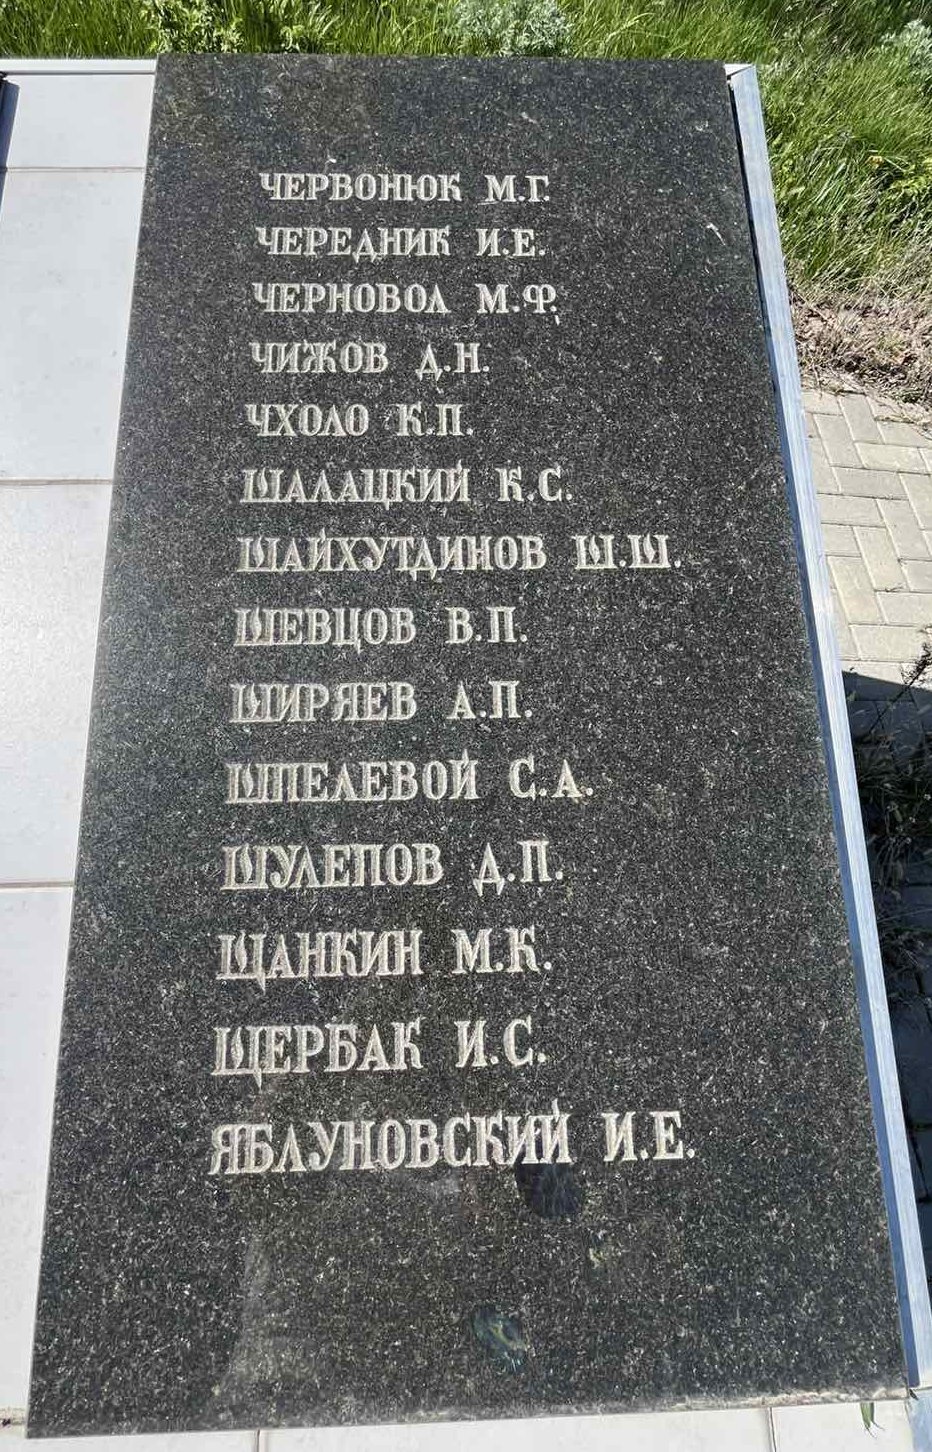 ЧЕРВОНЮК М.Г.
ЧЕРЕДНИК И.Е.
ЧЕРНОВОЛ М.Ф.
ЧИЖОВ Д.Н.
ЧХОЛО К.П.
ШАЛАЦКИЙ К.С.
ШАЙХУТДИНОВ Ш.Ш.
ШЕВЦОВ В.П.
ШИРЯЕВ А.П.
ШПЕЛЕВОЙ С.А.
ШУЛЕПОВ Д.П.
ЩАНКИН М.К.
ЩЕРБАК И.С.
ЯБЛУНОВСКИЙ И.Е.